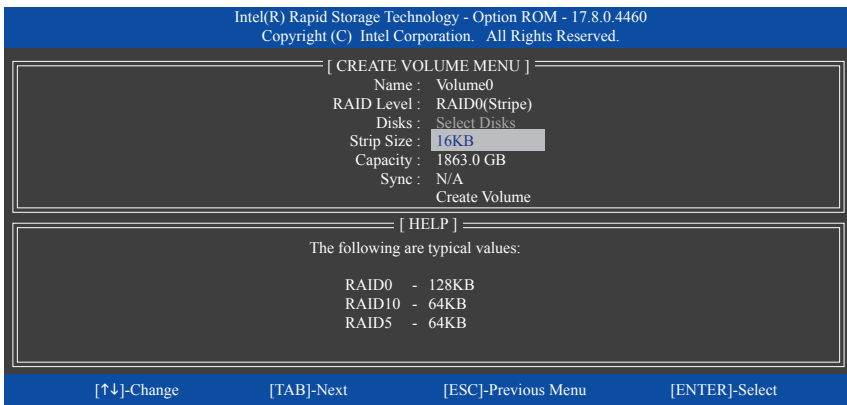 Intel(R) Rapid Storage Technology - Option ROM - 17.8.0.4460
Copyright (C) Intel Corporation. All Rights Reserved.
[ CREATE VOLUME MENU ]
Name : Volume0
RAID Level : RAID0(Stripe)
Disks : Select Disks
Strip Size : 16KB
Capacity : 1863.0 GB
Sync : N/A
Create Volume
[ HELP ]
The following are typical values:
RAID0 - 128KB
RAID10 - 64KB
RAID5 - 64KB
[↑↓]-Change [TAB]-Next [ESC]-Previous Menu [ENTER]-Select